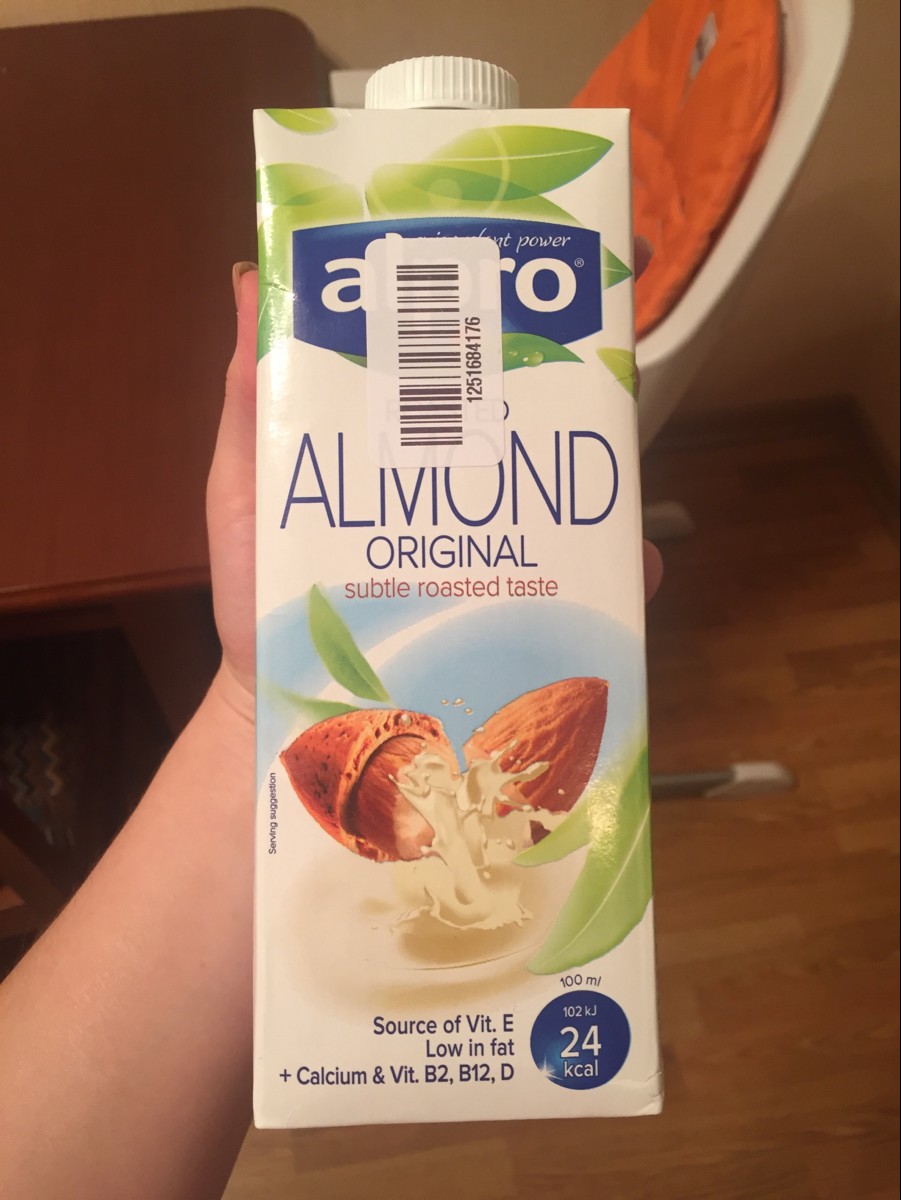 plant power
alpro®
1251684176
ALMOND
ORIGINAL
subtle roasted taste
Serving suggestion
100 ml
102 kJ
24
kcal
Source of Vit. E
Low in fat
+ Calcium & Vit. B2, B12, D